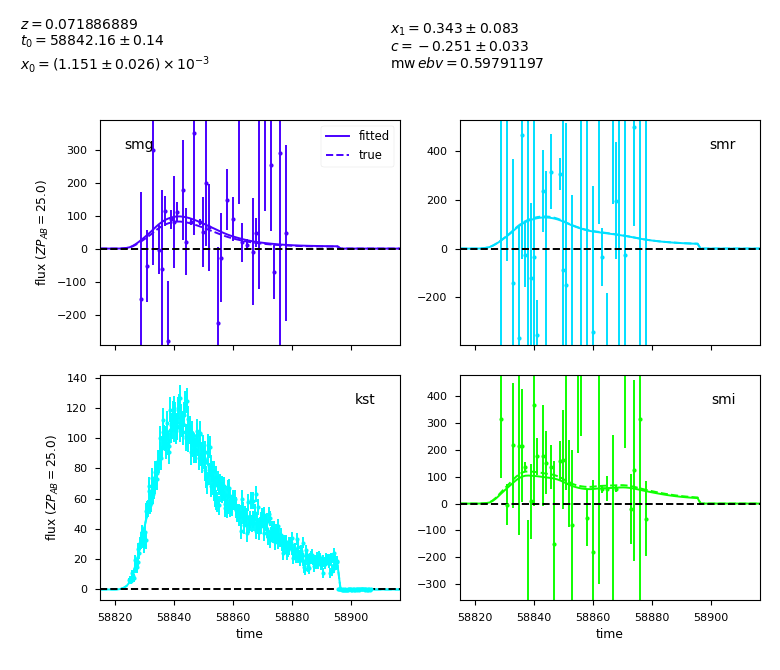 z = 0.071886889
t₀ = 58842.16 ± 0.14
x₀ = (1.151 ± 0.026) × 10⁻³
x₁ = 0.343 ± 0.083
c = −0.251 ± 0.033
mw ebv = 0.59791197
smg
fitted
true
300
200
100
0
−100
−200
flux (ZP_AB = 25.0)
smr
400
200
0
−200
kst
140
120
100
80
60
40
20
0
flux (ZP_AB = 25.0)
58820 58840 58860 58880 58900
time
smi
400
300
200
100
0
−100
−200
−300
58820 58840 58860 58880 58900
time